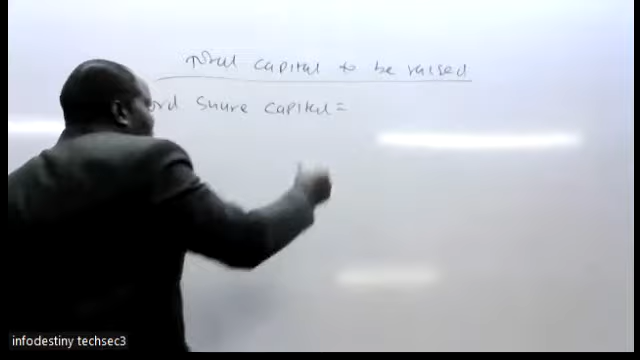 Total capital to be raised
ord share capital =
infodestiny techsec3